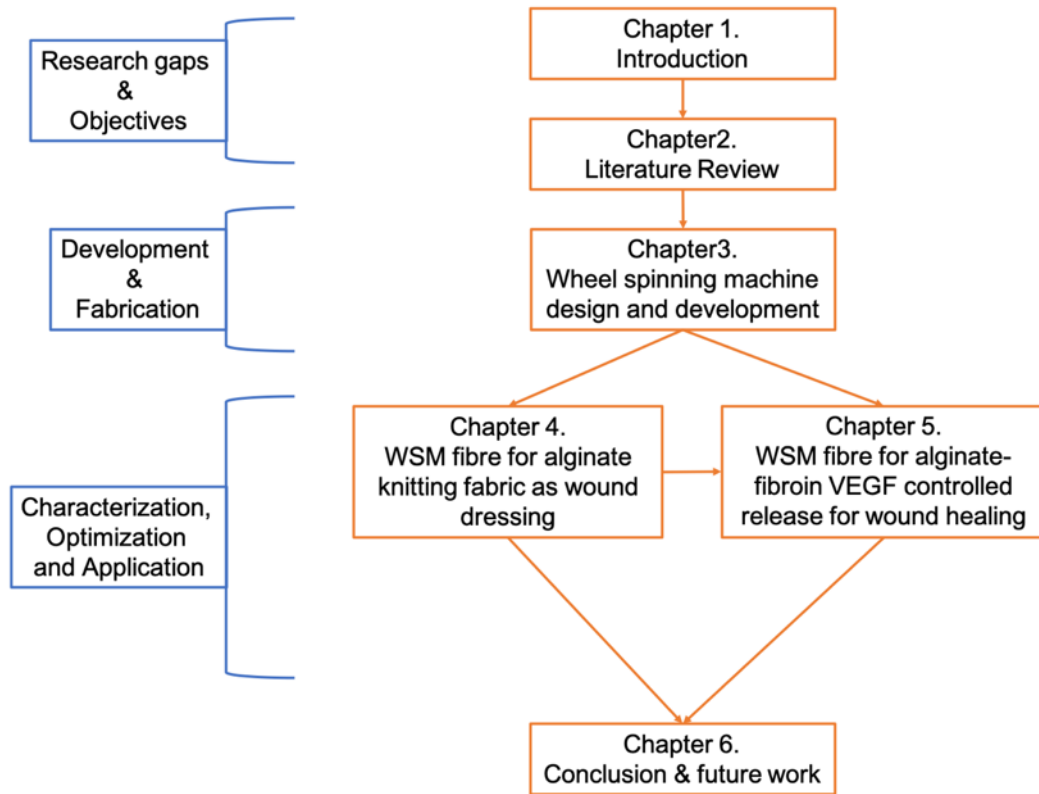 Research gaps
&
Objectives
Chapter 1.
Introduction
Chapter2.
Literature Review
Development
&
Fabrication
Chapter3.
Wheel spinning machine
design and development
Characterization,
Optimization
and Application
Chapter 4.
WSM fibre for alginate
knitting fabric as wound
dressing
Chapter 5.
WSM fibre for alginate-
fibroin VEGF controlled
release for wound healing
Chapter 6.
Conclusion & future work